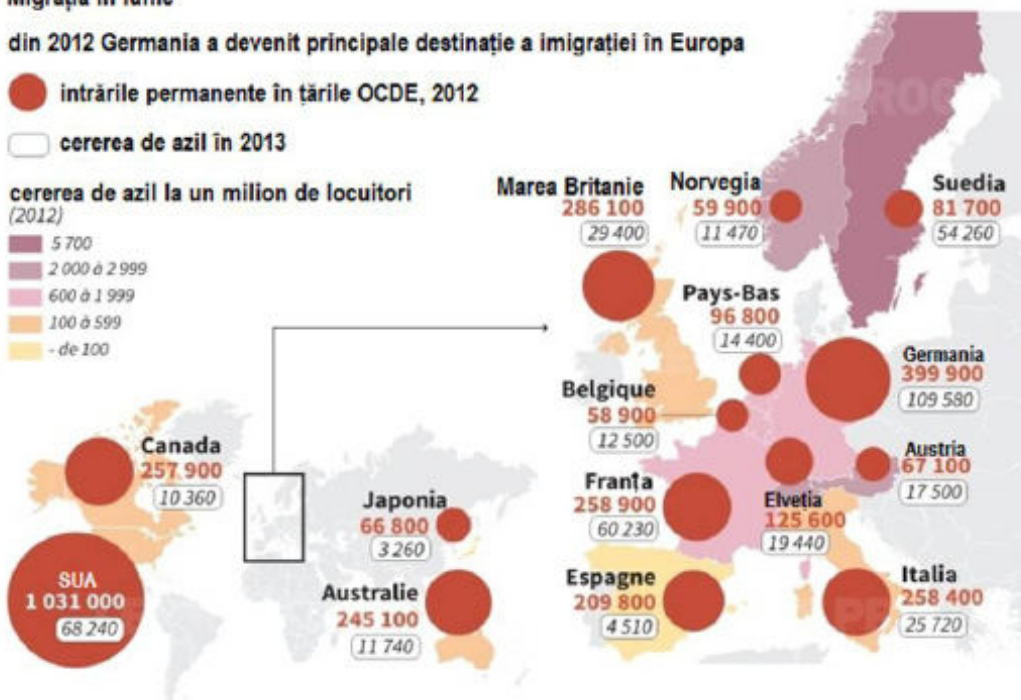 Migrația în lume
din 2012 Germania a devenit principale destinație a imigrației în Europa
intrările permanente în țările OCDE, 2012
cererea de azil în 2013
cererea de azil la un milion de locuitori
(2012)
5 700
2 000 à 2 999
600 à 1 999
100 à 599
- de 100
Marea Britanie
286 100
29 400
Norvegia
59 900
11 470
Suedia
81 700
54 260
Pays-Bas
96 800
14 400
Germania
399 900
109 580
Belgique
58 900
12 500
Austria
67 100
17 500
Franța
258 900
60 230
Elveția
125 600
19 440
Espagne
209 800
4 510
Italia
258 400
25 720
Canada
257 900
10 360
Japonia
66 800
3 260
SUA
1 031 000
68 240
Australie
245 100
11 740